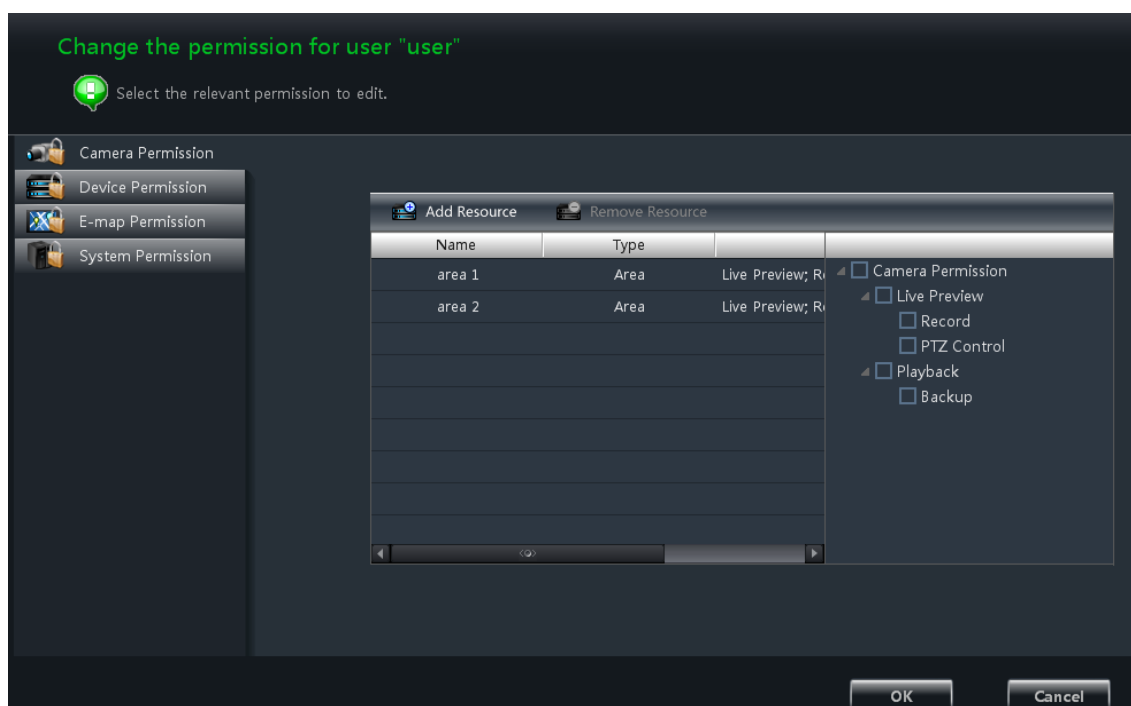 Change the permission for user "user"
Select the relevant permission to edit.
Camera Permission
Device Permission
E-map Permission
System Permission
Add Resource Remove Resource
Name Type
area 1 Area Live Preview;
area 2 Area Live Preview;
Camera Permission
Live Preview
Record
PTZ Control
Playback
Backup
OK Cancel